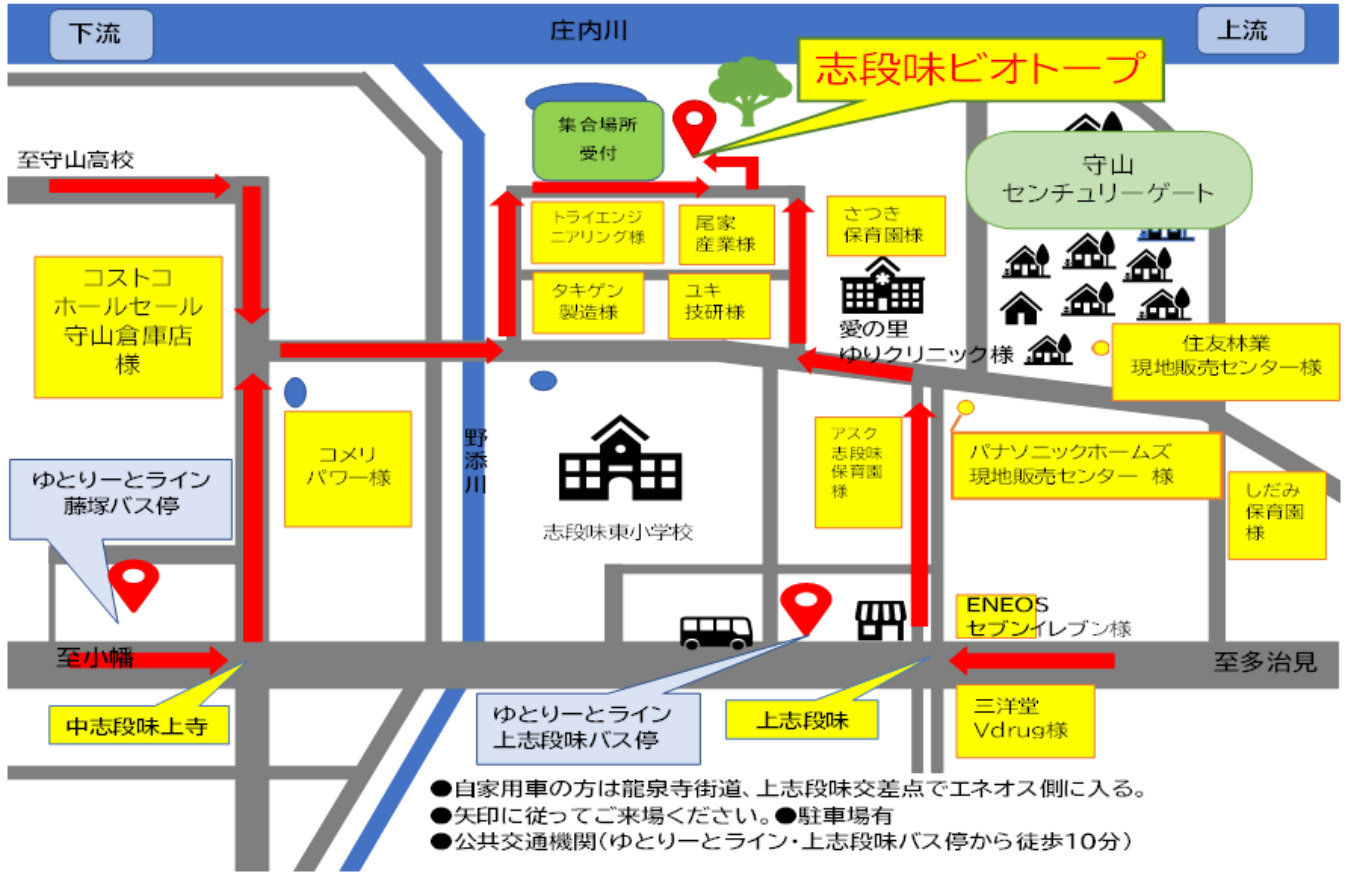 下流
庄内川
上流
志段味ビオトープ
集合場所
受付
至守山高校
守山
センチュリーゲート
トライエンジ
ニアリング様
尾家
産業様
さつき
保育園様
コストコ
ホールセール
守山倉庫店
様
タキゲン
製造様
ユキ
技研様
愛の里
ゆりクリニック様
住友林業
現地販売センター様
コメリ
パワー様
野添川
アスク
志段味
保育園
様
パナソニックホームズ
現地販売センター 様
ゆとりーとライン
藤塚バス停
しだみ
保育園
様
志段味東小学校
ENEOS
セブンイレブン様
至小幡
至多治見
中志段味上寺
ゆとりーとライン
上志段味バス停
上志段味
三洋堂
Vdrug様
●自家用車の方は龍泉寺街道、上志段味交差点でエネオス側に入る。
●矢印に従ってご来場ください。●駐車場有
●公共交通機関(ゆとりーとライン・上志段味バス停から徒歩10分)